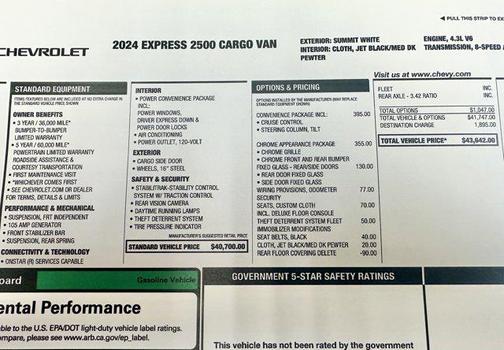 ◄ PULL THIS STRIP TO EX
CHEVROLET
2024 EXPRESS 2500 CARGO VAN
EXTERIOR: SUMMIT WHITE
INTERIOR: CLOTH, JET BLACK/MED DK
PEWTER
ENGINE, 4.3L V6
TRANSMISSION, 8-SPEED
Visit us at www.chevy.com
STANDARD EQUIPMENT
ITEMS FEATURED BELOW ARE INCLUDED AT NO EXTRA CHARGE IN
THE STANDARD VEHICLE PRICE SHOWN
OWNER BENEFITS
• 3 YEAR / 36,000 MILE*
BUMPER-TO-BUMPER
LIMITED WARRANTY
• 5 YEAR / 60,000 MILE*
POWERTRAIN LIMITED WARRANTY
ROADSIDE ASSISTANCE &
COURTESY TRANSPORTATION
• FIRST MAINTENANCE VISIT
• *WHICHEVER COMES FIRST
• SEE CHEVROLET.COM OR DEALER
FOR TERMS, DETAILS & LIMITS
PERFORMANCE & MECHANICAL
• SUSPENSION, FRT INDEPENDENT
• 105 AMP GENERATOR
• FRONT STABILIZER BAR
• SUSPENSION, REAR SPRING
CONNECTIVITY & TECHNOLOGY
• ONSTAR (R) SERVICES CAPABLE
INTERIOR
• POWER CONVENIENCE PACKAGE
INCL:
POWER WINDOWS,
DRIVER EXPRESS DOWN &
POWER DOOR LOCKS
• AIR CONDITIONING
• POWER OUTLET, 120-VOLT
EXTERIOR
• CARGO SIDE DOOR
• WHEELS, 16" STEEL
SAFETY & SECURITY
• STABILITRAK-STABILITY CONTROL
SYSTEM W/ TRACTION CONTROL
• REAR VISION CAMERA
• DAYTIME RUNNING LAMPS
• THEFT DETERRENT SYSTEM
• TIRE PRESSURE INDICATOR
MANUFACTURER'S SUGGESTED RETAIL PRICE
STANDARD VEHICLE PRICE $40,700.00
OPTIONS & PRICING
OPTIONS INSTALLED BY THE MANUFACTURER (MAY REPLACE
STANDARD EQUIPMENT SHOWN)
CONVENIENCE PACKAGE INCL: 395.00
• CRUISE CONTROL
• STEERING COLUMN, TILT
CHROME APPEARANCE PACKAGE 355.00
• CHROME GRILLE
• CHROME FRONT AND REAR BUMPER
FIXED GLASS - REAR/SIDE DOORS 130.00
• REAR DOOR FIXED GLASS
• SIDE DOOR FIXED GLASS
WIRING PROVISIONS, ODOMETER 77.00
SECURITY
SEATS, CUSTOM CLOTH 70.00
INCL. DELUXE FLOOR CONSOLE
THEFT DETERRENT SYSTEM FLEET 50.00
IMMOBILIZER MODIFICATIONS
SEAT BELTS, BLACK 40.00
CLOTH, JET BLACK/MED DK PEWTER 20.00
REAR FLOOR COVERING DELETE -90.00
FLEET INC.
REAR AXLE - 3.42 RATIO INC.
TOTAL OPTIONS $1,047.00
TOTAL VEHICLE & OPTIONS $41,747.00
DESTINATION CHARGE 1,895.00
TOTAL VEHICLE PRICE* $43,642.00
oard
Gasoline Vehicle
ental Performance
able to the U.S. EPA/DOT light-duty vehicle label ratings.
ompare, please see www.arb.ca.gov/ep_label.
GOVERNMENT 5-STAR SAFETY RATINGS
This vehicle has not been rated by the government